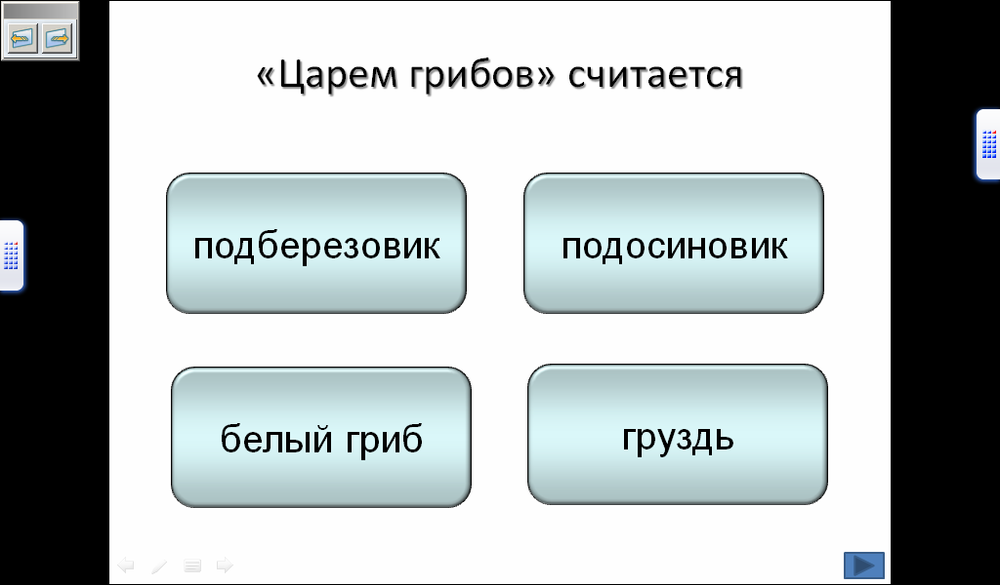 «Царем грибов» считается
подберезовик
подосиновик
белый гриб
груздь